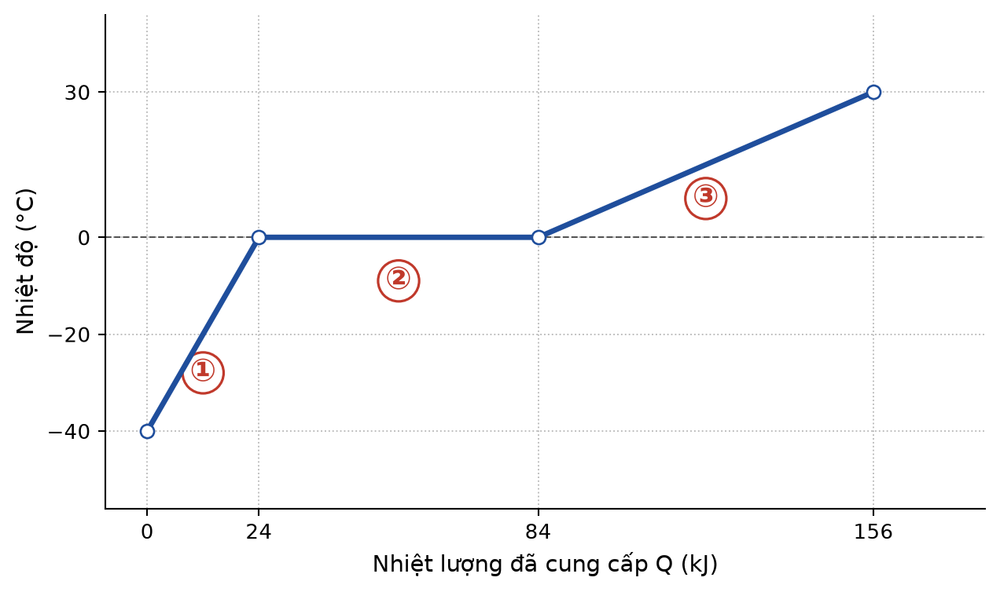 30
0
−20
−40
Nhiệt độ (°C)
①
②
③
0 24 84 156
Nhiệt lượng đã cung cấp Q (kJ)